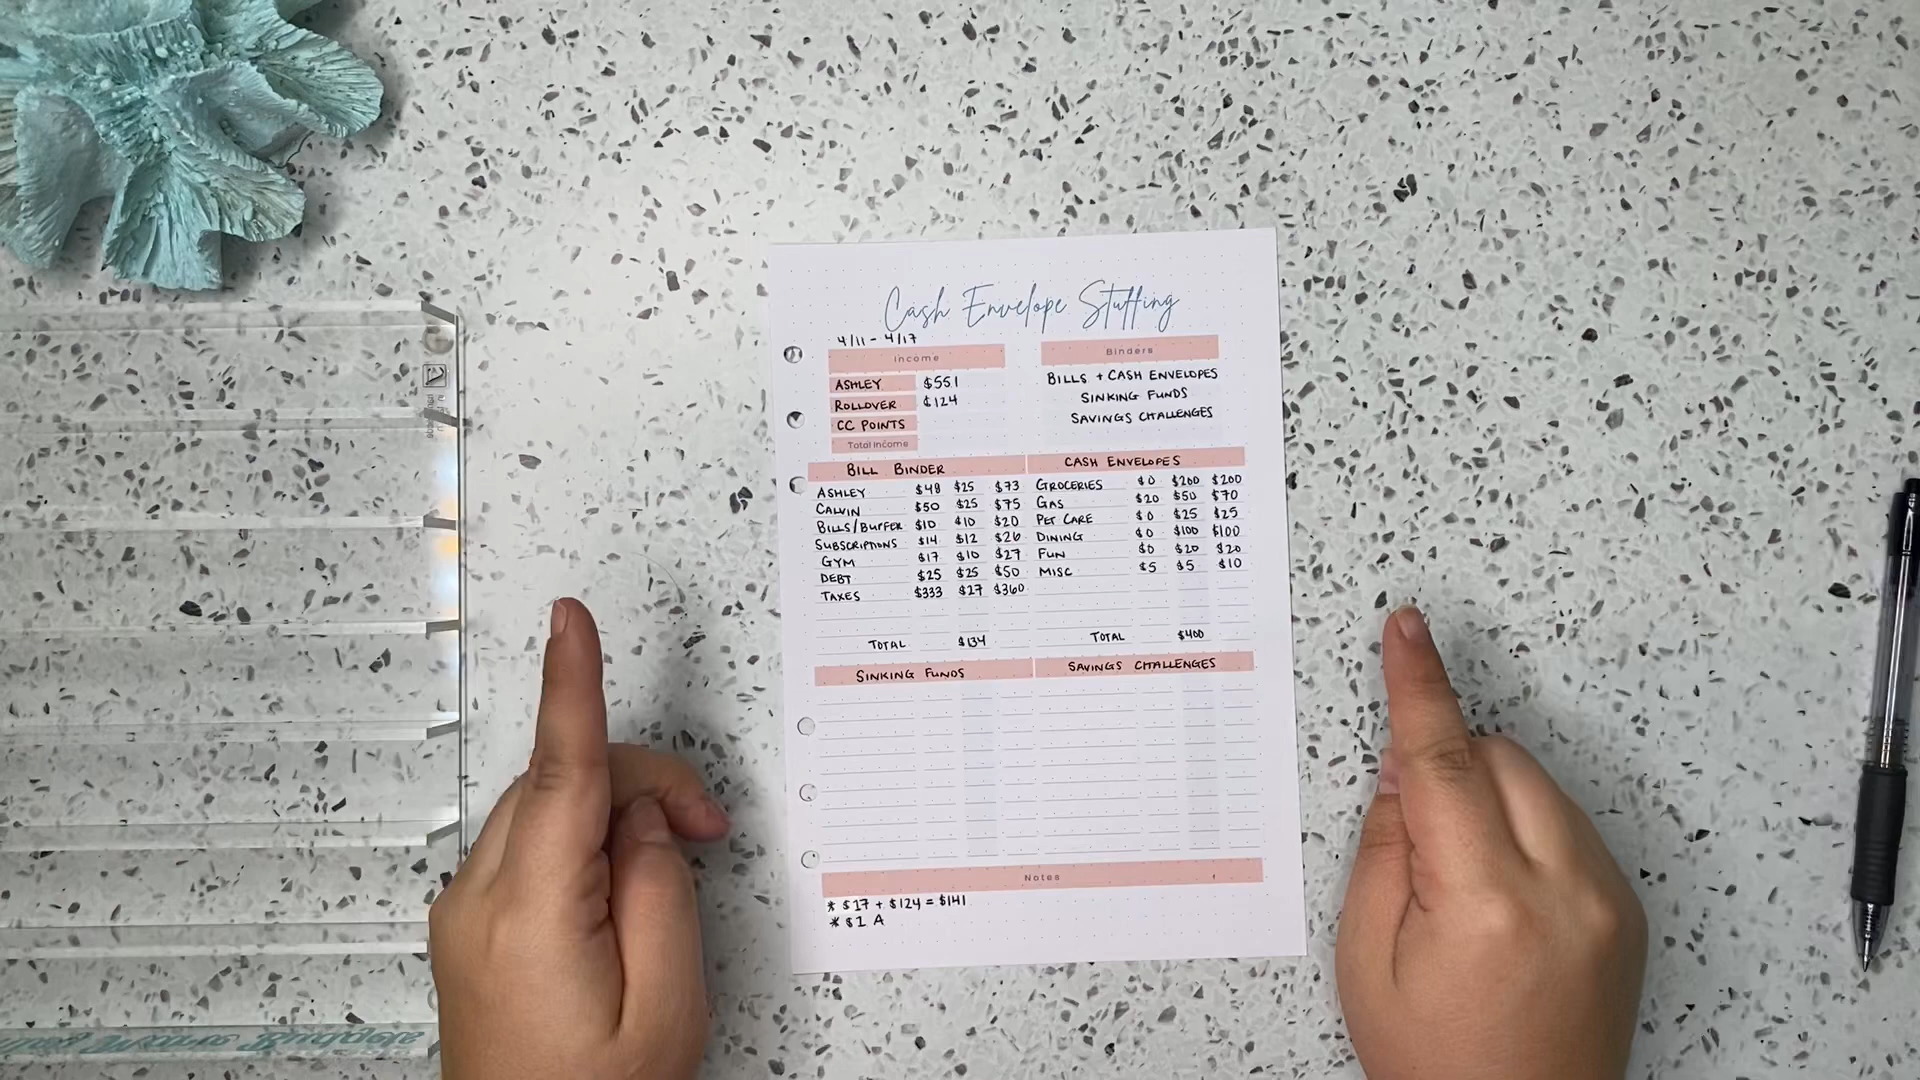 Cash Envelope Stuffing
4/11 - 4/17
Income
ASHLEY $551
ROLLOVER $124
CC POINTS
Total Income
Binders
BILLS + CASH ENVELOPES
SINKING FUNDS
SAVINGS CHALLENGES
BILL BINDER
ASHLEY $48 $25 $73
CALVIN $50 $25 $75
BILLS/BUFFER $10 $10 $20
SUBSCRIPTIONS $14 $12 $26
GYM $17 $10 $27
DEBT $25 $25 $50
TAXES $333 $27 $360
TOTAL $134
CASH ENVELOPES
GROCERIES $0 $200 $200
GAS $20 $50 $70
PET CARE $0 $25 $25
DINING $0 $100 $100
FUN $0 $20 $20
MISC $5 $5 $10
TOTAL $400
SINKING FUNDS
SAVINGS CHALLENGES
Notes
* $17 + $124 = $141
* $1 A